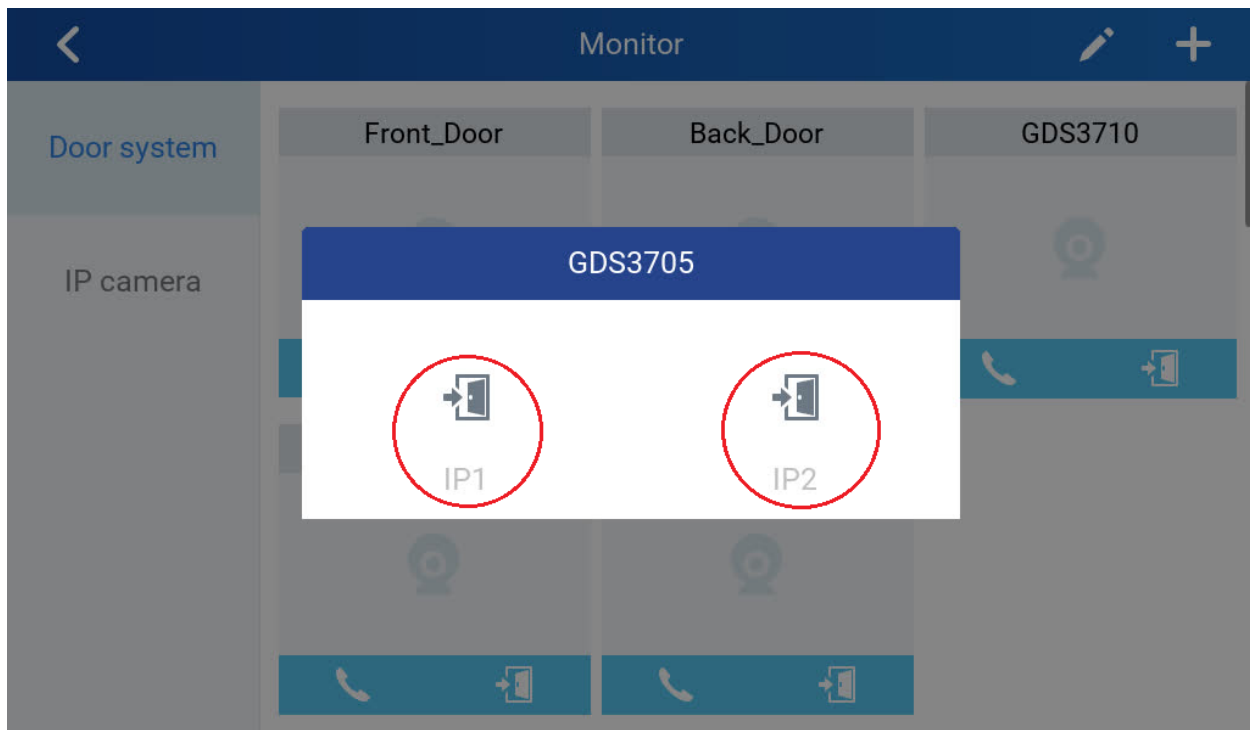 Monitor
Door system
IP camera
Front_Door
Back_Door
GDS3710
GDS3705
IP1
IP2